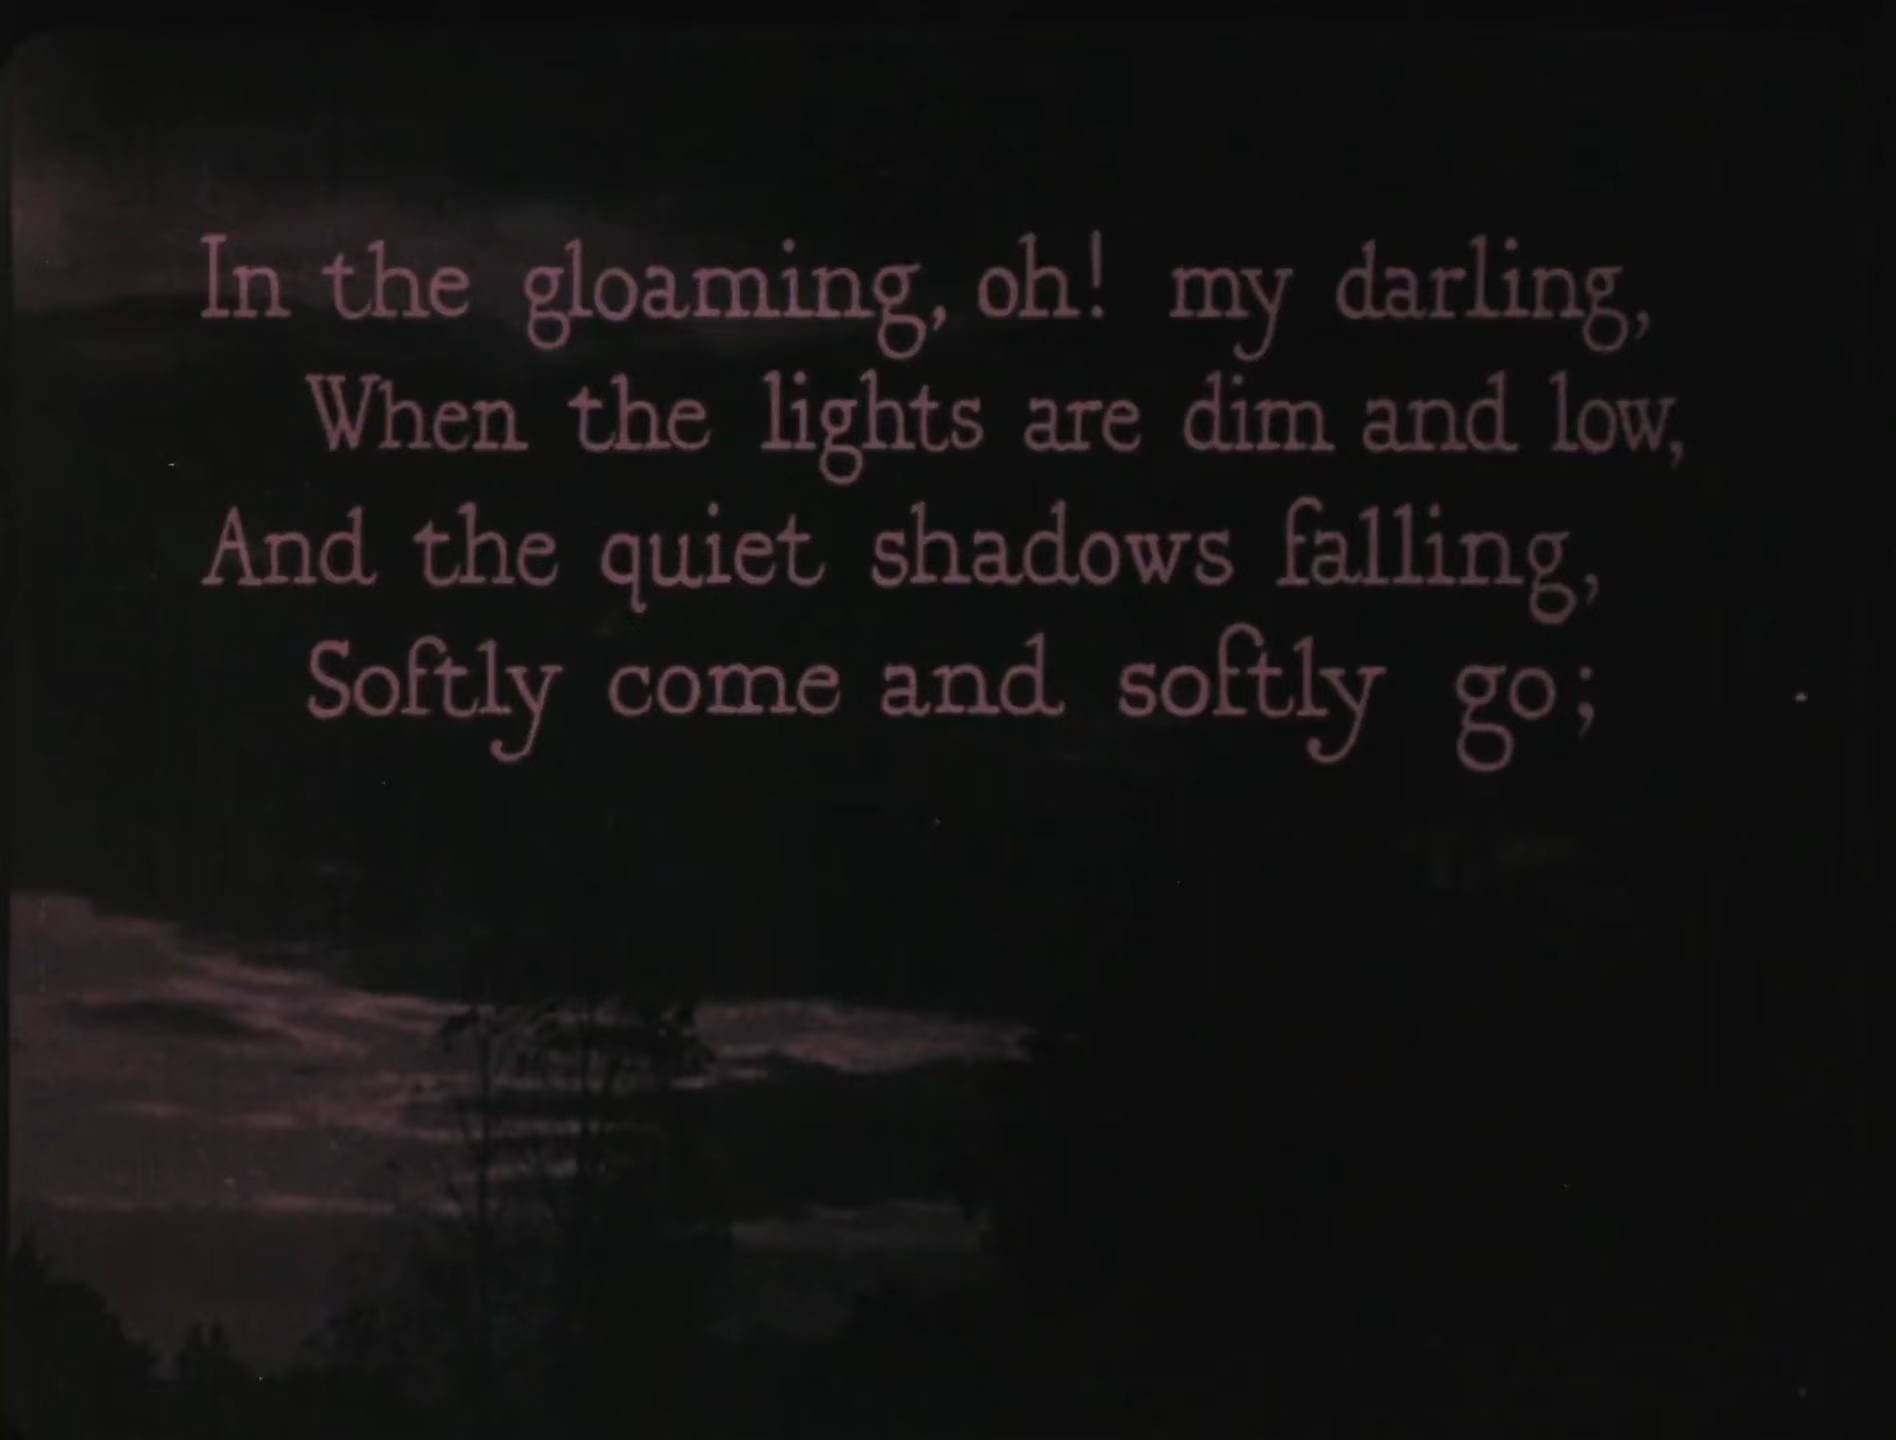 In the gloaming, oh! my darling,
When the lights are dim and low,
And the quiet shadows falling,
Softly come and softly go;